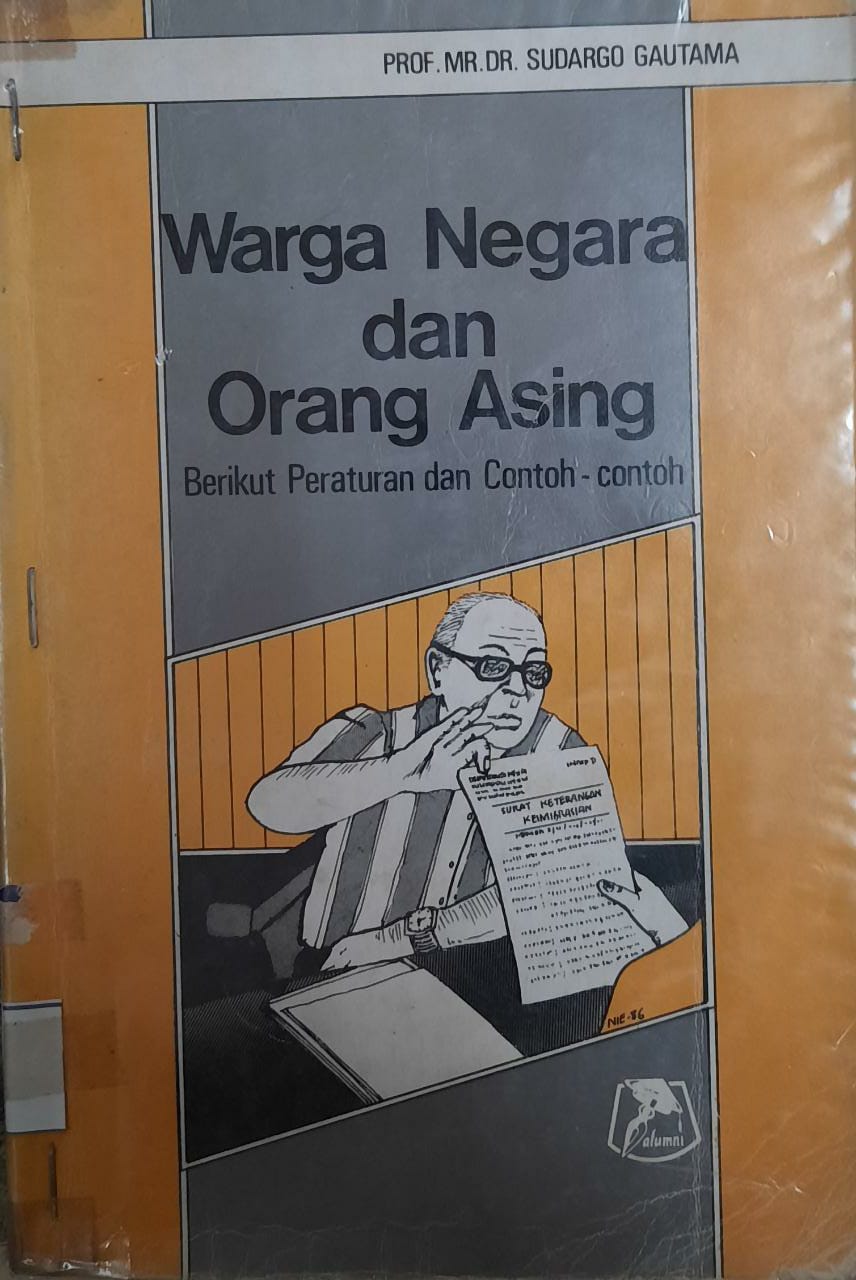 PROF. MR. DR. SUDARGO GAUTAMA
Warga Negara
dan
Orang Asing
Berikut Peraturan dan Contoh - contoh
SURAT KETERANGAN
KEIMIGRASIAN
NIE-86
alumni